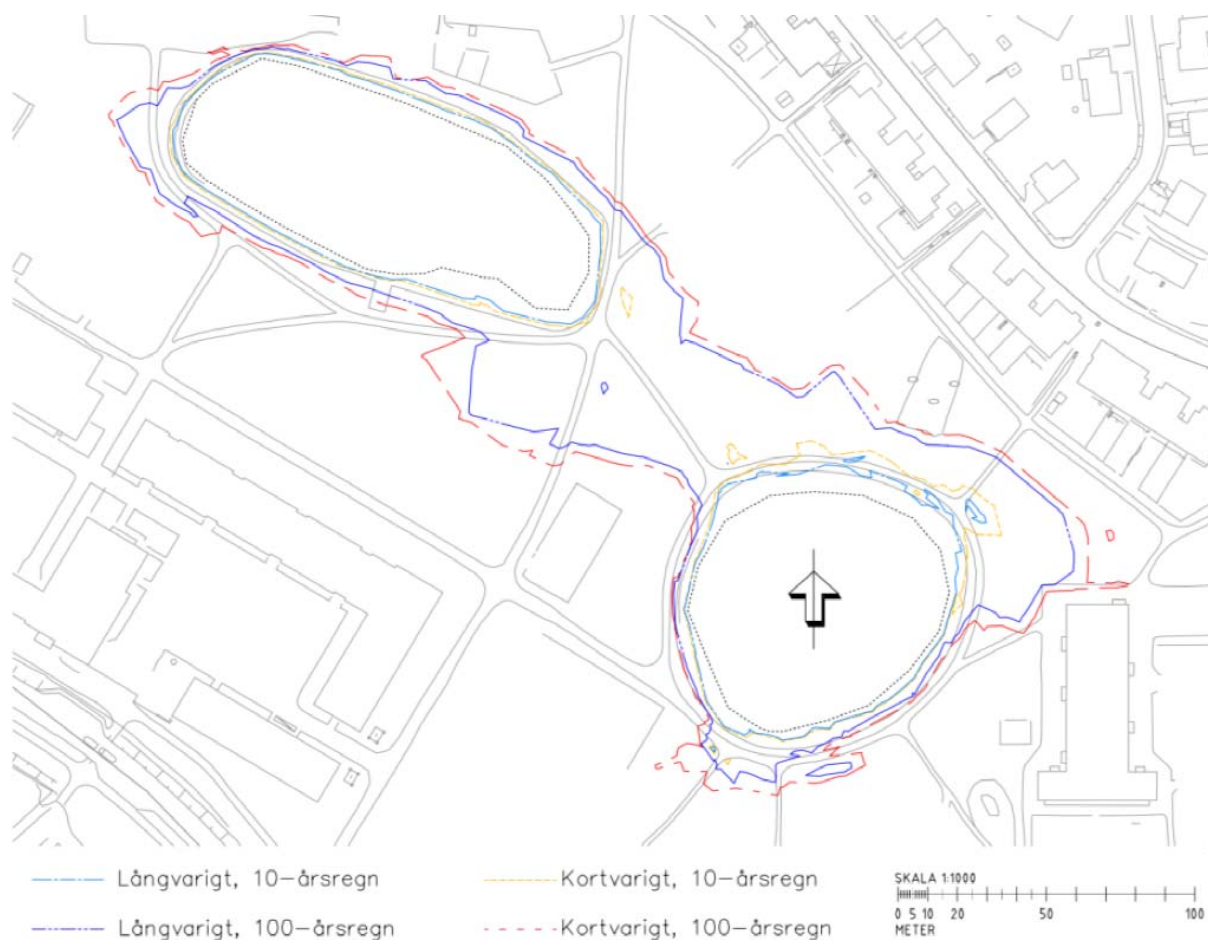 Långvarigt, 10-årsregn
Kortvarigt, 10-årsregn
Långvarigt, 100-årsregn
Kortvarigt, 100-årsregn
SKALA 1:1000
0 5 10 20 50 100
METER